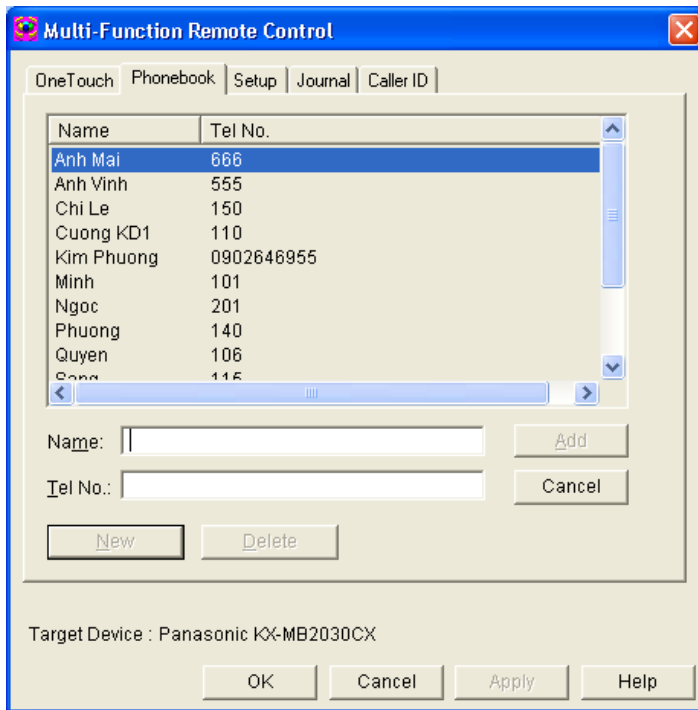 Multi-Function Remote Control
OneTouch Phonebook Setup Journal Caller ID
Name Tel No.
Anh Mai 666
Anh Vinh 555
Chi Le 150
Cuong KD1 110
Kim Phuong 0902646955
Minh 101
Ngoc 201
Phuong 140
Quyen 106
Sang 115
Name: Add
Tel No.: Cancel
New Delete
Target Device : Panasonic KX-MB2030CX
OK Cancel Apply Help